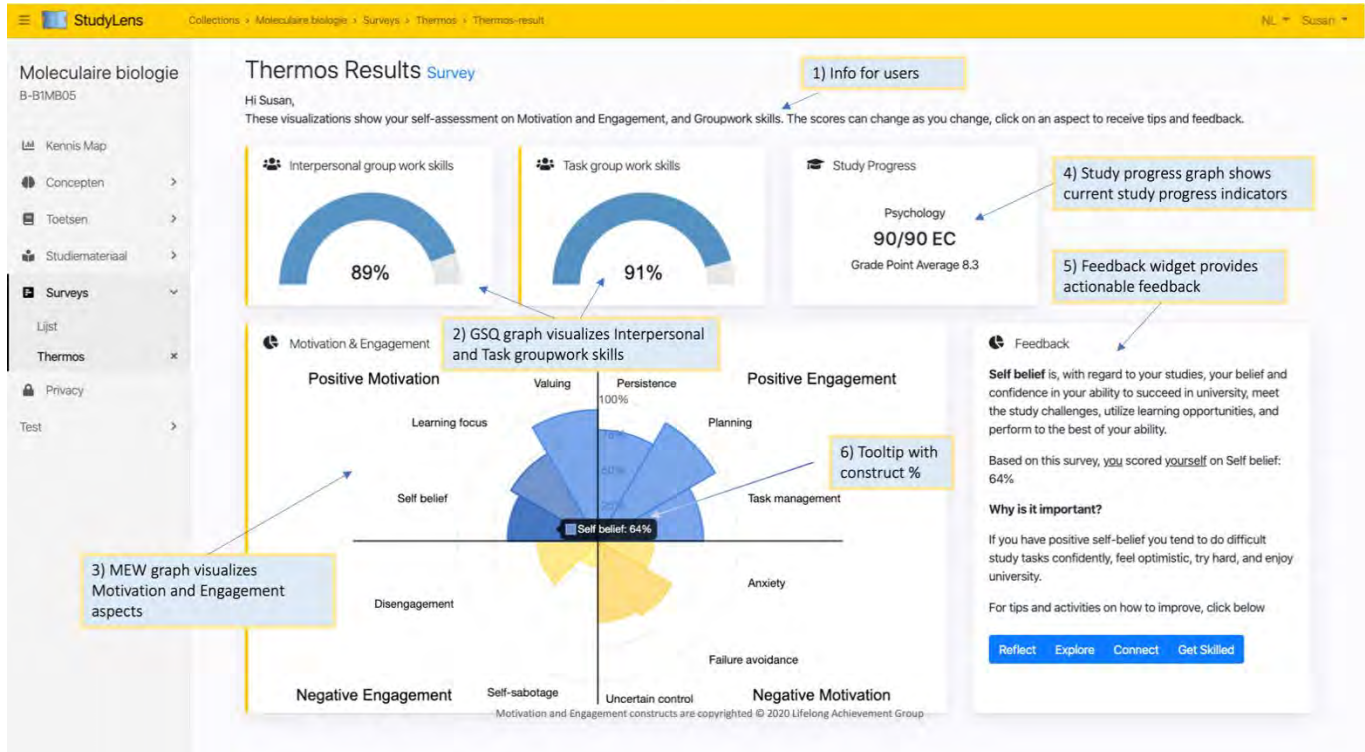 StudyLens
Collections › Moleculaire biologie › Surveys › Thermos › Thermos-result
NL
Susan
Moleculaire biologie
B-B1MB05
Kennis Map
Concepten
Toetsen
Studiemateriaal
Surveys
Lijst
Thermos
Privacy
Test
Thermos Results Survey
1) Info for users
Hi Susan,
These visualizations show your self-assessment on Motivation and Engagement, and Groupwork skills. The scores can change as you change, click on an aspect to receive tips and feedback.
Interpersonal group work skills
89%
Task group work skills
91%
Study Progress
Psychology
90/90 EC
Grade Point Average 8.3
4) Study progress graph shows
current study progress indicators
5) Feedback widget provides
actionable feedback
2) GSQ graph visualizes Interpersonal
and Task groupwork skills
Motivation & Engagement
Positive Motivation
Valuing
Persistence
Positive Engagement
100%
Learning focus
Planning
6) Tooltip with
construct %
Self belief
Task management
Self belief: 64%
3) MEW graph visualizes
Motivation and Engagement
aspects
Disengagement
Anxiety
Failure avoidance
Negative Engagement
Self-sabotage
Uncertain control
Negative Motivation
Motivation and Engagement constructs are copyrighted © 2020 Lifelong Achievement Group
Feedback
Self belief is, with regard to your studies, your belief and
confidence in your ability to succeed in university, meet
the study challenges, utilize learning opportunities, and
perform to the best of your ability.
Based on this survey, you scored yourself on Self belief:
64%
Why is it important?
If you have positive self-belief you tend to do difficult
study tasks confidently, feel optimistic, try hard, and enjoy
university.
For tips and activities on how to improve, click below
Reflect
Explore
Connect
Get Skilled